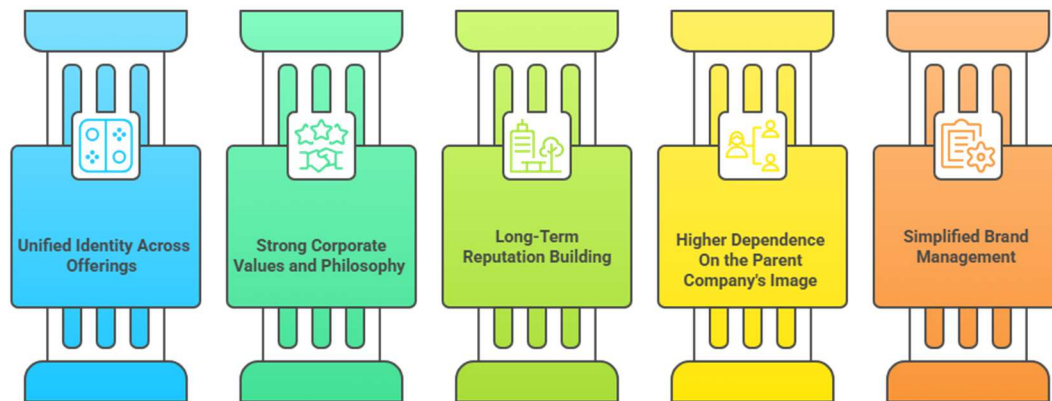 Unified Identity Across
Offerings
Strong Corporate
Values and Philosophy
Long-Term
Reputation Building
Higher Dependence
On the Parent
Company's Image
Simplified Brand
Management